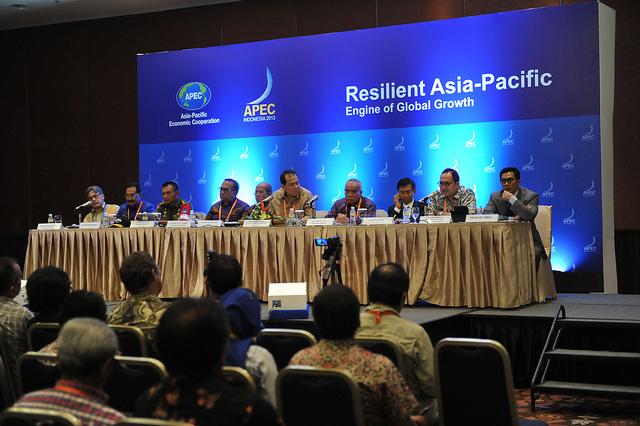 APEC
Asia-Pacific
Economic Cooperation
APEC
INDONESIA 2013
Resilient Asia-Pacific
Engine of Global Growth